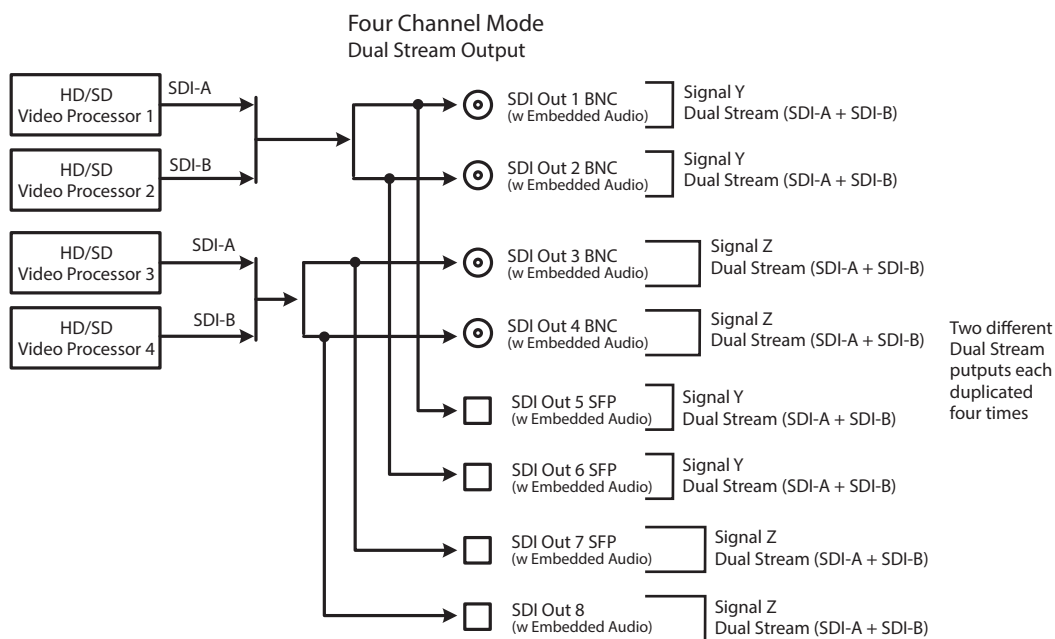 Four Channel Mode
Dual Stream Output
HD/SD
Video Processor 1
SDI-A
HD/SD
Video Processor 2
SDI-B
HD/SD
Video Processor 3
SDI-A
HD/SD
Video Processor 4
SDI-B
SDI Out 1 BNC
(w Embedded Audio)
Signal Y
Dual Stream (SDI-A + SDI-B)
SDI Out 2 BNC
(w Embedded Audio)
Signal Y
Dual Stream (SDI-A + SDI-B)
SDI Out 3 BNC
(w Embedded Audio)
Signal Z
Dual Stream (SDI-A + SDI-B)
SDI Out 4 BNC
(w Embedded Audio)
Signal Z
Dual Stream (SDI-A + SDI-B)
SDI Out 5 SFP
(w Embedded Audio)
Signal Y
Dual Stream (SDI-A + SDI-B)
SDI Out 6 SFP
(w Embedded Audio)
Signal Y
Dual Stream (SDI-A + SDI-B)
SDI Out 7 SFP
(w Embedded Audio)
Signal Z
Dual Stream (SDI-A + SDI-B)
SDI Out 8
(w Embedded Audio)
Signal Z
Dual Stream (SDI-A + SDI-B)
Two different
Dual Stream
putputs each
duplicated
four times